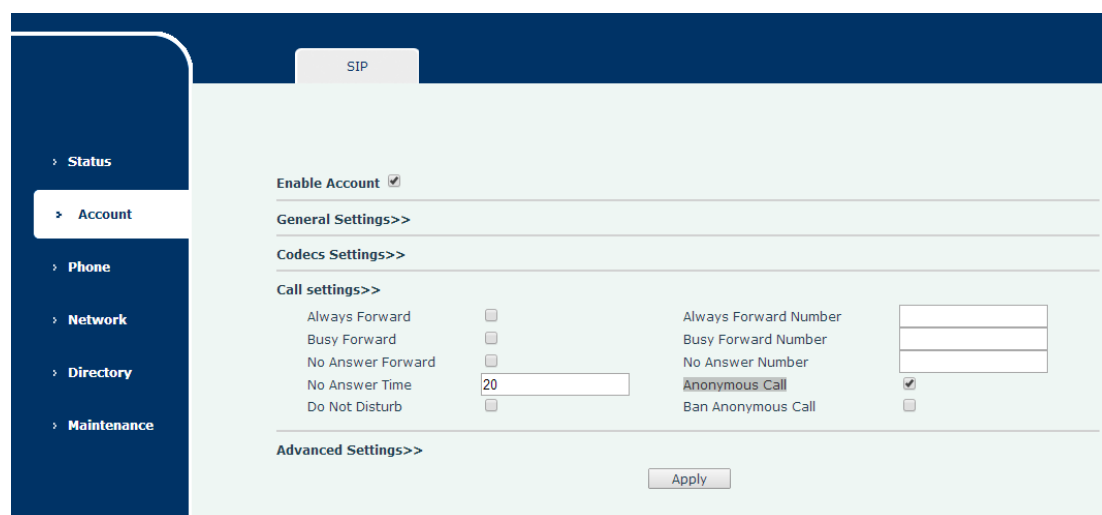 SIP
Status
Account
Phone
Network
Directory
Maintenance
Enable Account
General Settings>>
Codecs Settings>>
Call settings>>
Always Forward Always Forward Number
Busy Forward Busy Forward Number
No Answer Forward No Answer Number
No Answer Time 20 Anonymous Call
Do Not Disturb Ban Anonymous Call
Advanced Settings>>
Apply